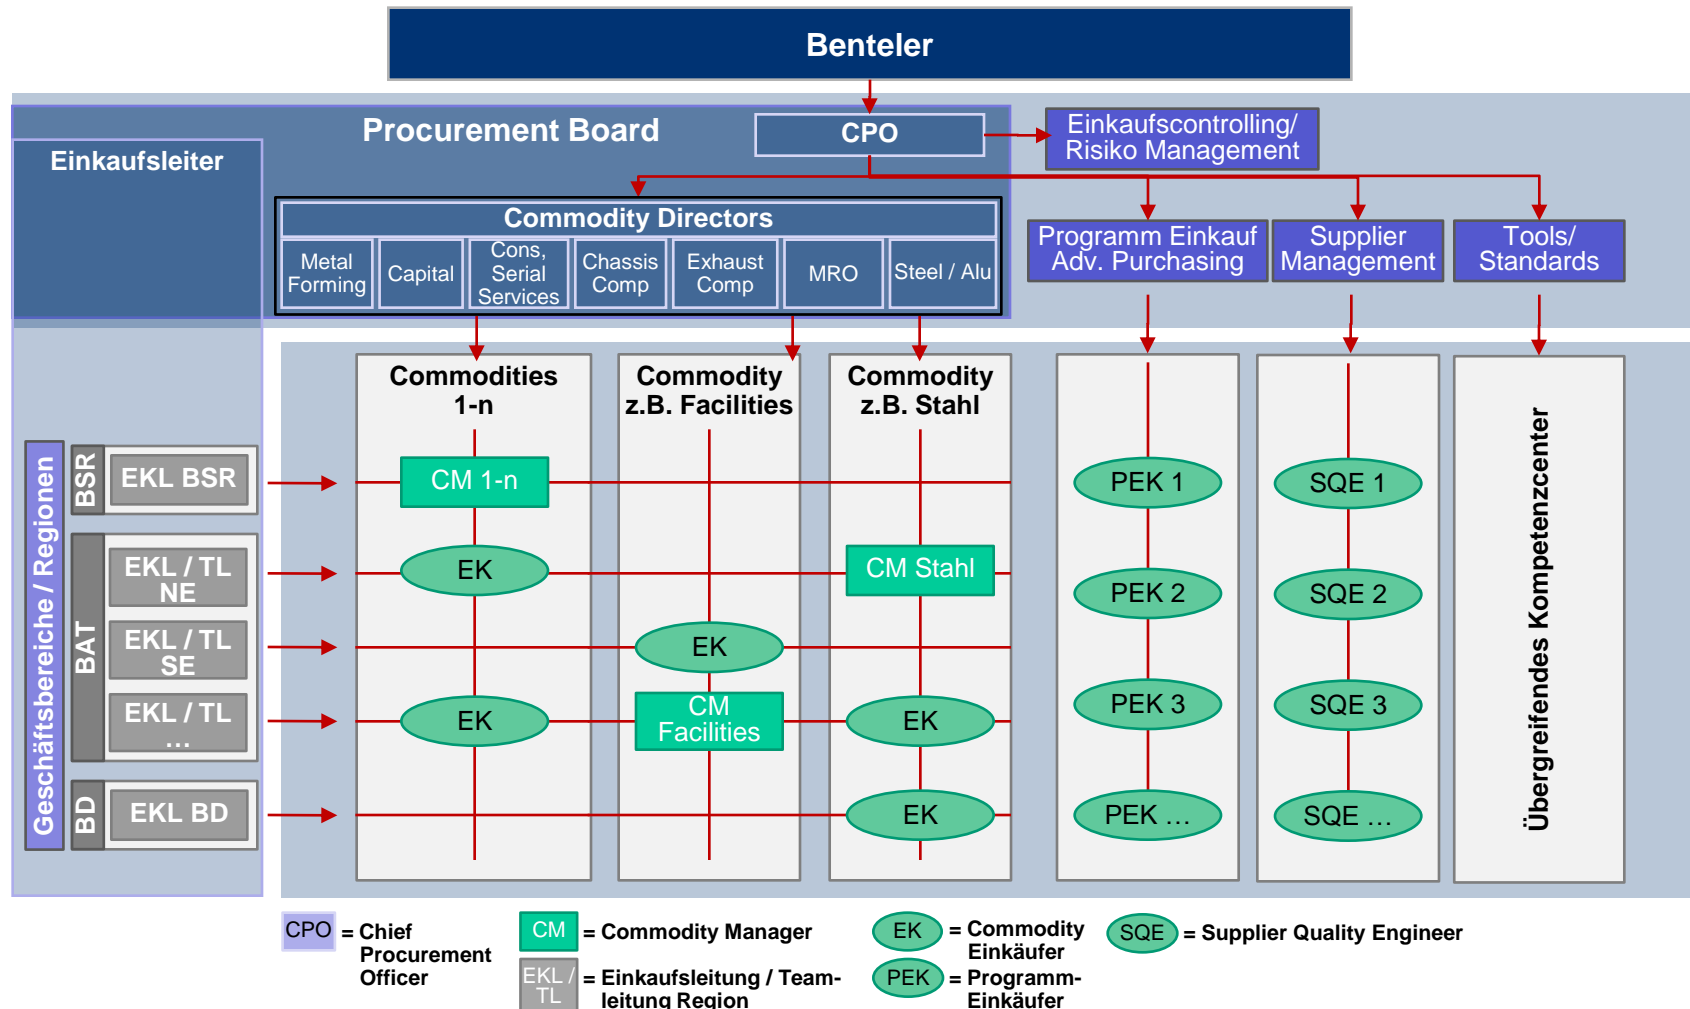 Benteler
Procurement Board
CPO
Einkaufscontrolling/
Risiko Management
Einkaufsleiter
Commodity Directors
Metal
Forming
Capital
Cons,
Serial
Services
Chassis
Comp
Exhaust
Comp
MRO
Steel / Alu
Programm Einkauf
Adv. Purchasing
Supplier
Management
Tools/
Standards
Commodities
1-n
Commodity
z.B. Facilities
Commodity
z.B. Stahl
Geschäftsbereiche / Regionen
BSR
EKL BSR
CM 1-n
PEK 1
SQE 1
BAT
EKL / TL
NE
EK
CM Stahl
PEK 2
SQE 2
EKL / TL
SE
EK
EKL / TL
...
EK
CM
Facilities
EK
PEK 3
SQE 3
BD
EKL BD
EK
PEK ...
SQE ...
Übergreifendes Kompetenzcenter
CPO
= Chief
Procurement
Officer
CM
= Commodity Manager
EKL /
TL
= Einkaufsleitung / Team-
leitung Region
EK
= Commodity
Einkäufer
PEK
= Programm-
Einkäufer
SQE
= Supplier Quality Engineer